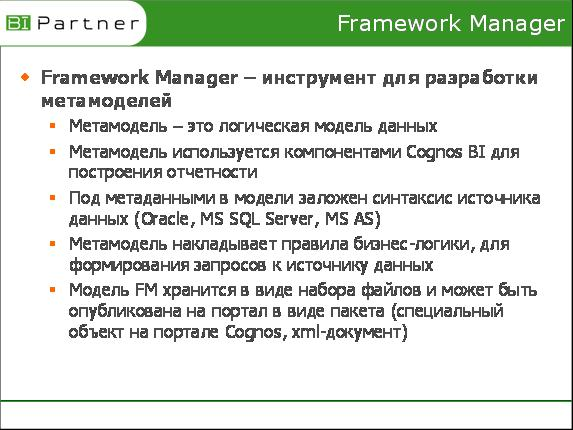 BI Partner
Framework Manager
Framework Manager – инструмент для разработки
метамоделей
Метамодель – это логическая модель данных
Метамодель используется компонентами Cognos BI для
построения отчетности
Под метаданными в модели заложен синтаксис источника
данных (Oracle, MS SQL Server, MS AS)
Метамодель накладывает правила бизнес-логики, для
формирования запросов к источнику данных
Модель FM хранится в виде набора файлов и может быть
опубликована на портал в виде пакета (специальный
объект на портале Cognos, xml-документ)